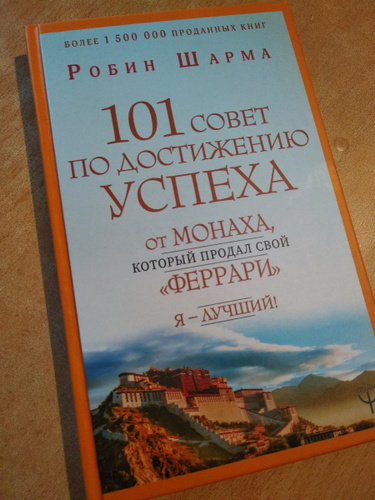 БОЛЕЕ 1 500 000 ПРОДАННЫХ КНИГ
РОБИН ШАРМА
101 СОВЕТ
ПО ДОСТИЖЕНИЮ
УСПЕХА
ОТ МОНАХА,
КОТОРЫЙ ПРОДАЛ СВОЙ
«ФЕРРАРИ»
Я – ЛУЧШИЙ!